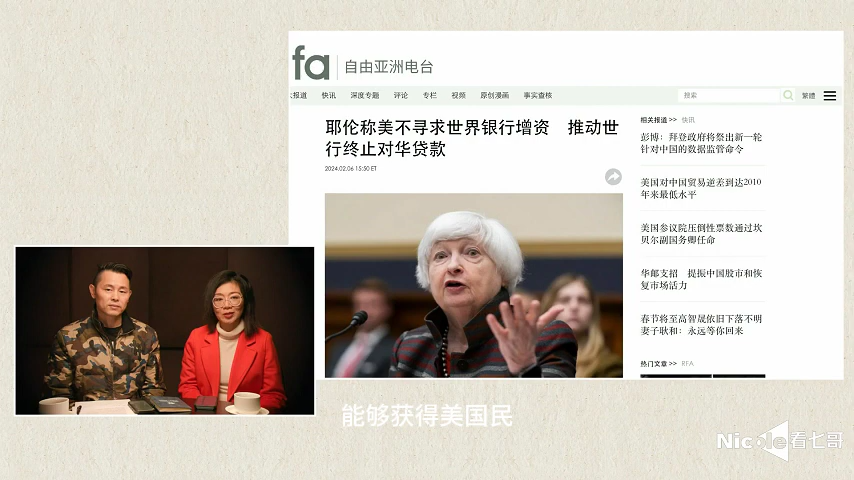 fa 自由亚洲电台
报道 快讯 深度专题 评论 专栏 视频 原创漫画 事实查核 搜索 繁體
耶伦称美不寻求世界银行增资 推动世
行终止对华贷款
2024.02.06 15:50 ET
相关报道 >> 快讯
彭博：拜登政府将祭出新一轮
针对中国的数据监管命令
美国对中国贸易逆差到达2010
年来最低水平
美国参议院压倒性票数通过坎
贝尔副国务卿任命
华邮支招 提振中国股市和恢
复市场活力
春节将至高智晟依旧下落不明
妻子耿和：永远等你回来
热门文章 >> RFA
能够获得美国民
Nicole看七哥